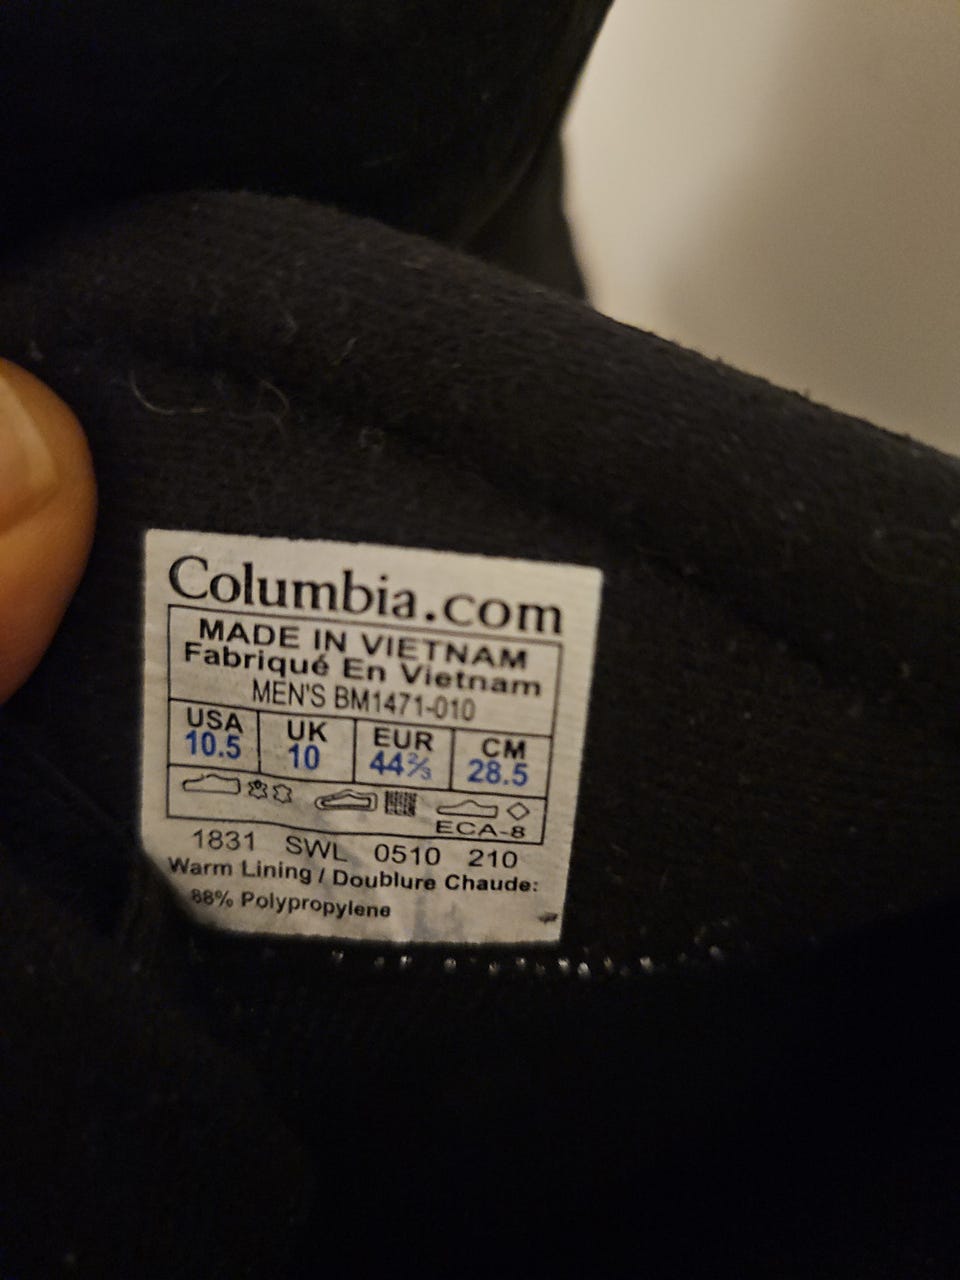 Columbia.com
MADE IN VIETNAM
Fabriqué En Vietnam
MEN'S BM1471-010
USA UK EUR CM
10.5 10 44⅔ 28.5
ECA-8
1831 SWL 0510 210
Warm Lining / Doublure Chaude:
88% Polypropylene